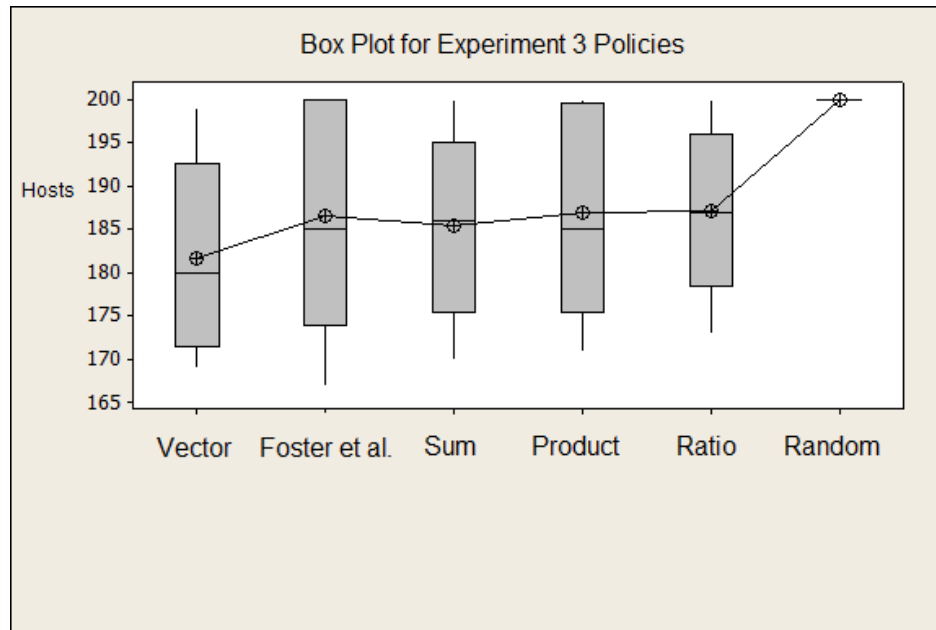 Box Plot for Experiment 3 Policies
200
195
190
185
180
175
170
165
Hosts
Vector Foster et al. Sum Product Ratio Random